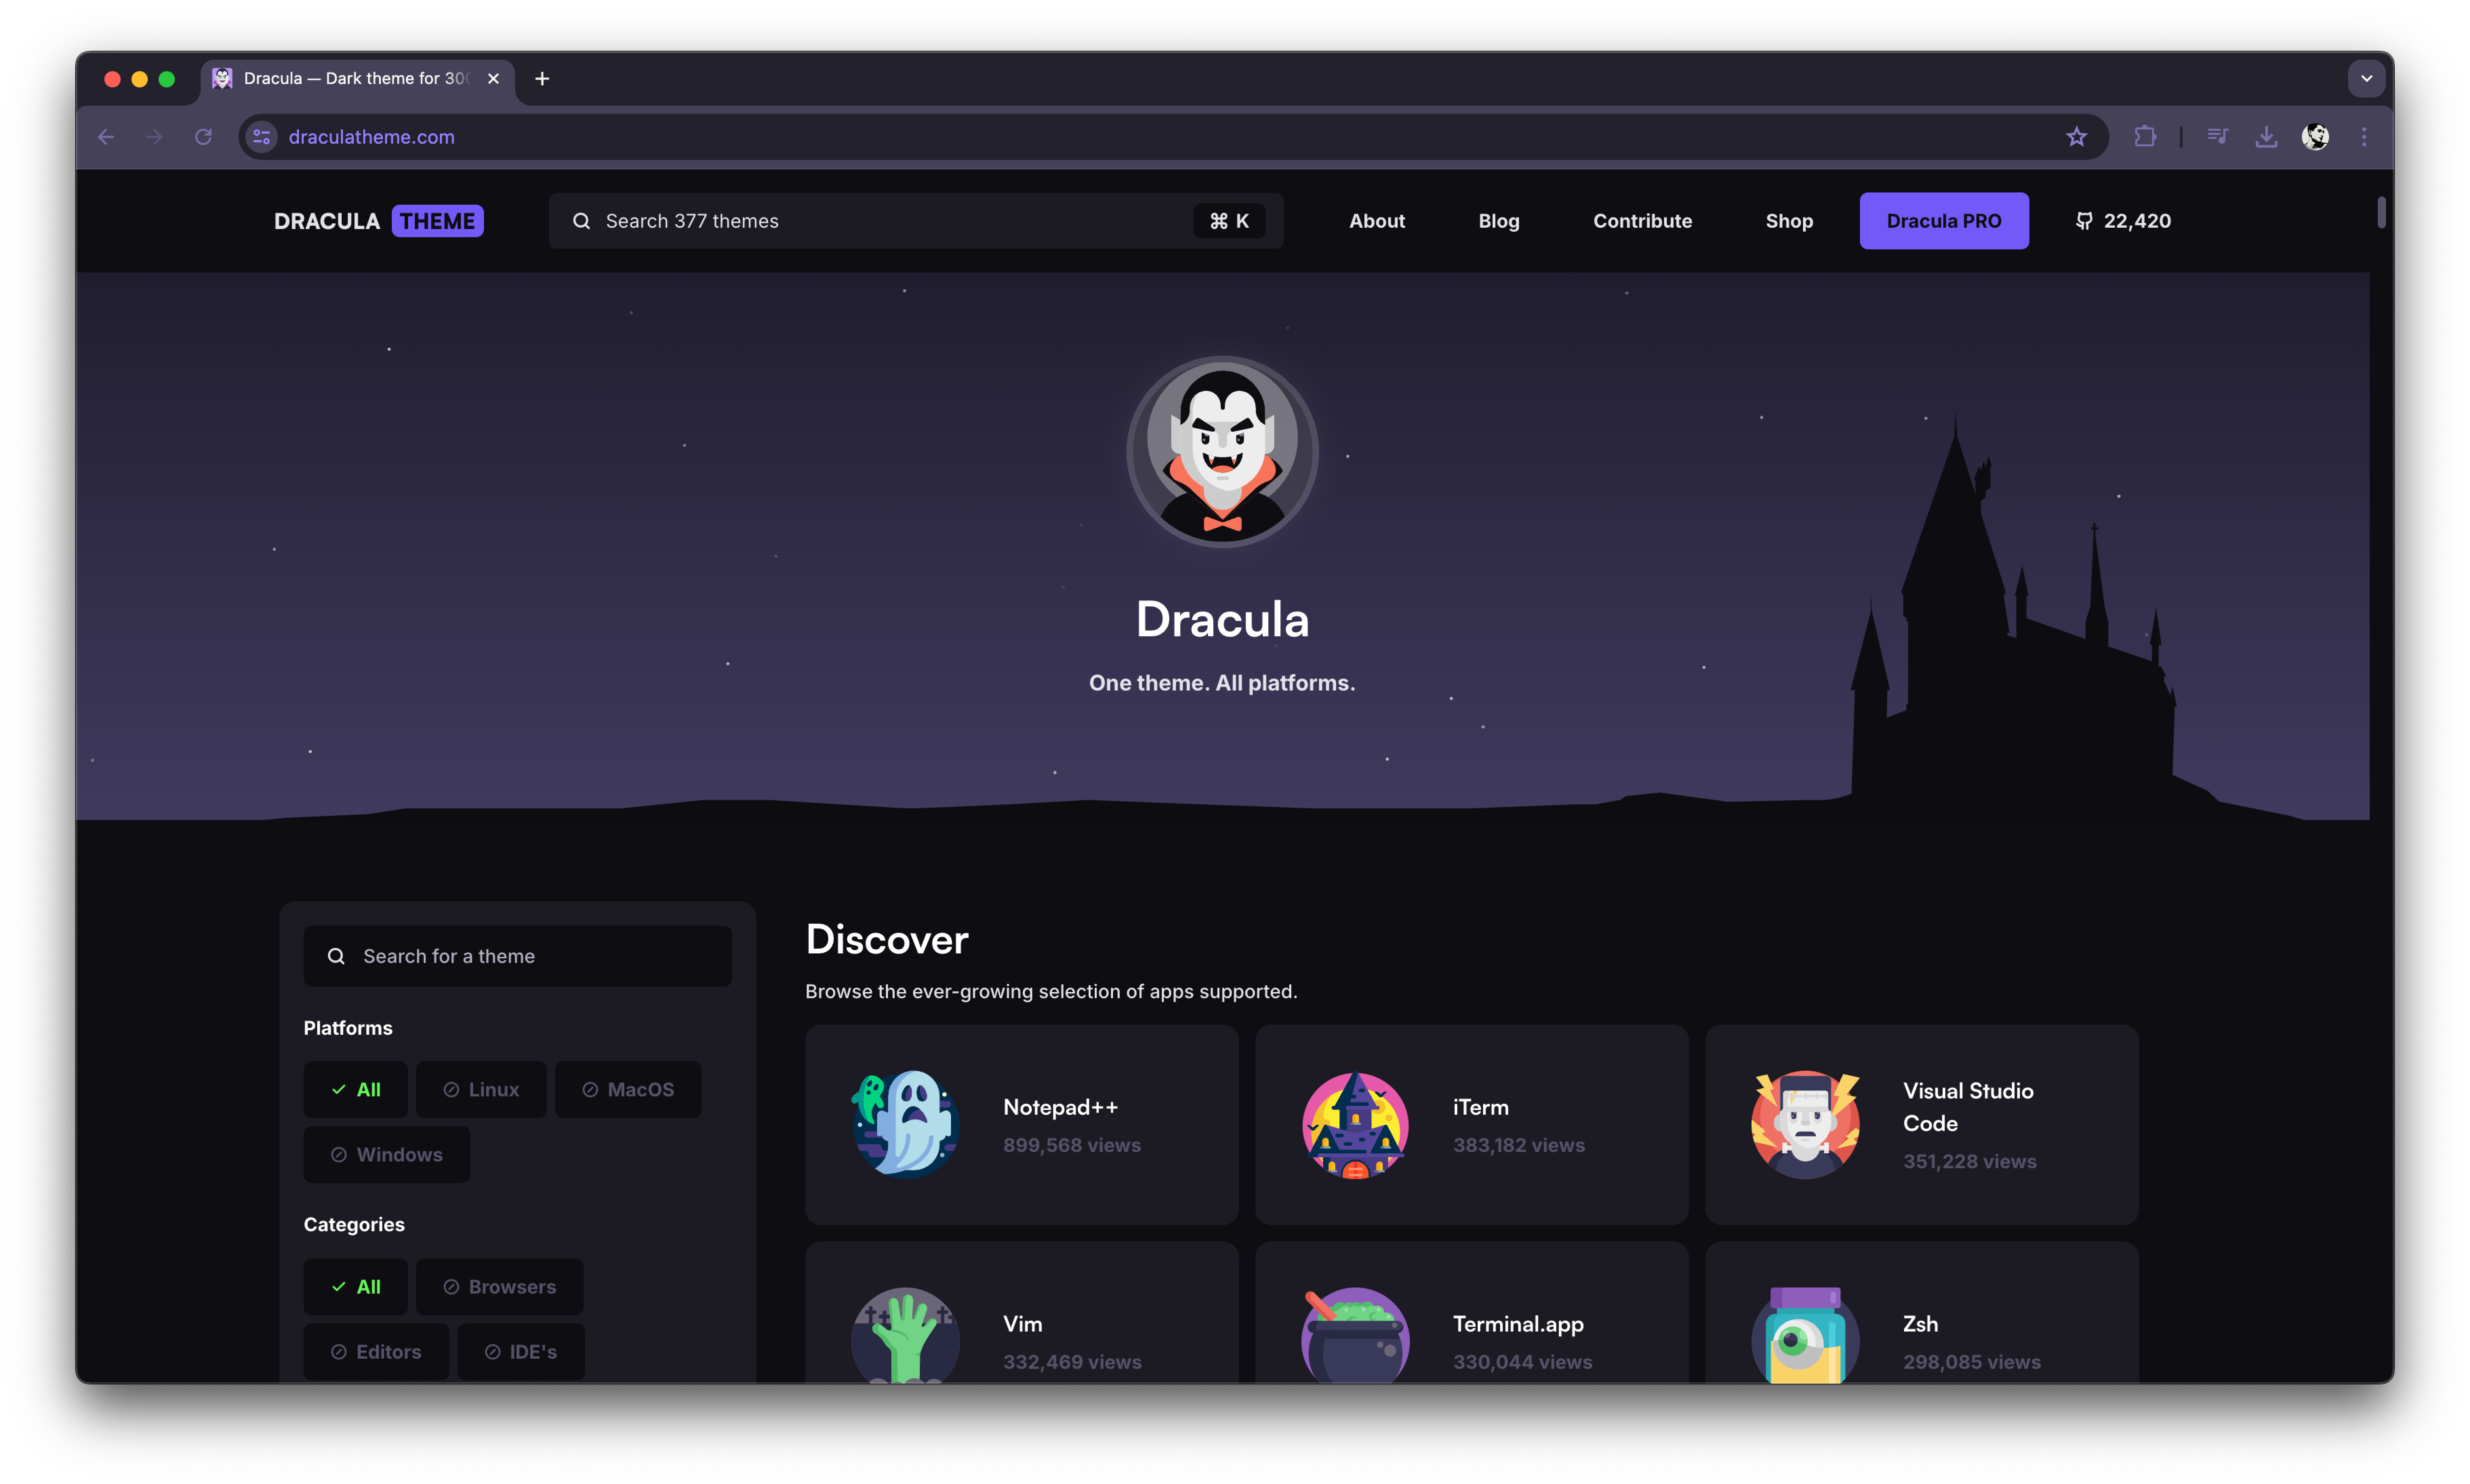 Dracula — Dark theme for 300
draculatheme.com
DRACULA THEME
Search 377 themes
⌘ K
About
Blog
Contribute
Shop
Dracula PRO
22,420
Dracula
One theme. All platforms.
Search for a theme
Platforms
All
Linux
MacOS
Windows
Categories
All
Browsers
Editors
IDE's
Discover
Browse the ever-growing selection of apps supported.
Notepad++
899,568 views
iTerm
383,182 views
Visual Studio
Code
351,228 views
Vim
332,469 views
Terminal.app
330,044 views
Zsh
298,085 views